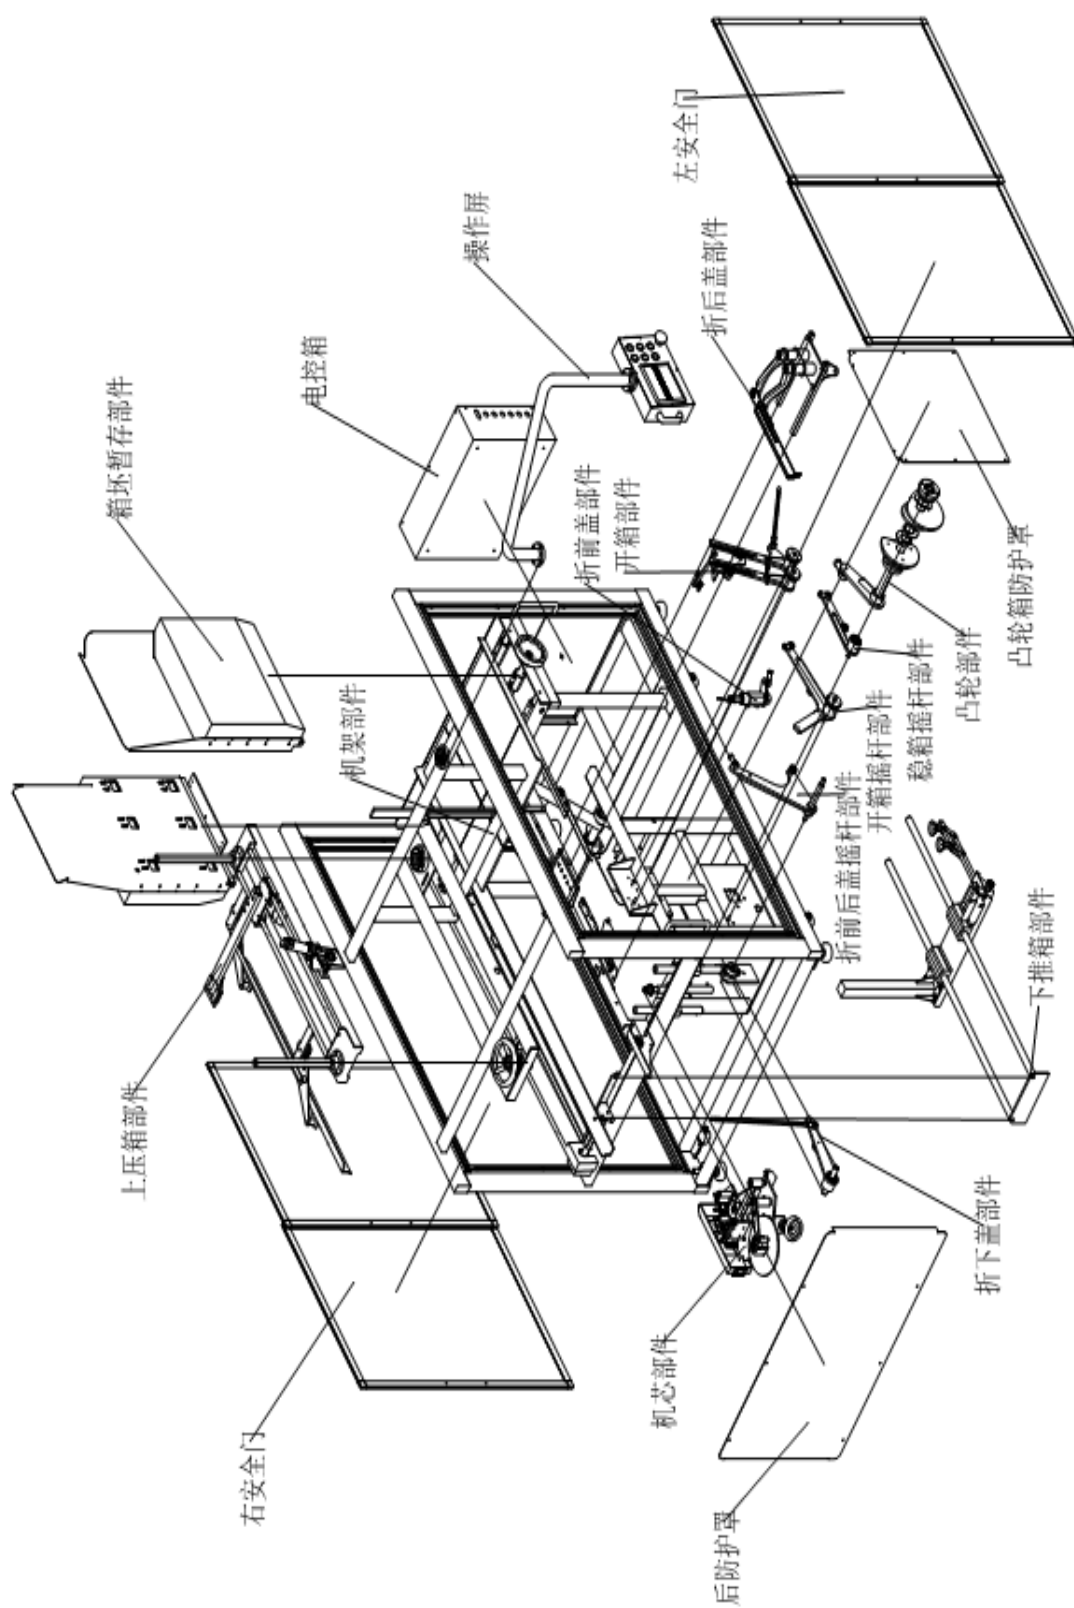 左安全门
操作屏
折后盖部件
电控箱
箱坯暂存部件
折前盖部件
开箱部件
凸轮箱防护罩
凸轮部件
稳箱摇杆部件
开箱摇杆部件
折前后盖摇杆部件
机架部件
下推箱部件
上压箱部件
折下盖部件
机芯部件
右安全门
后防护罩